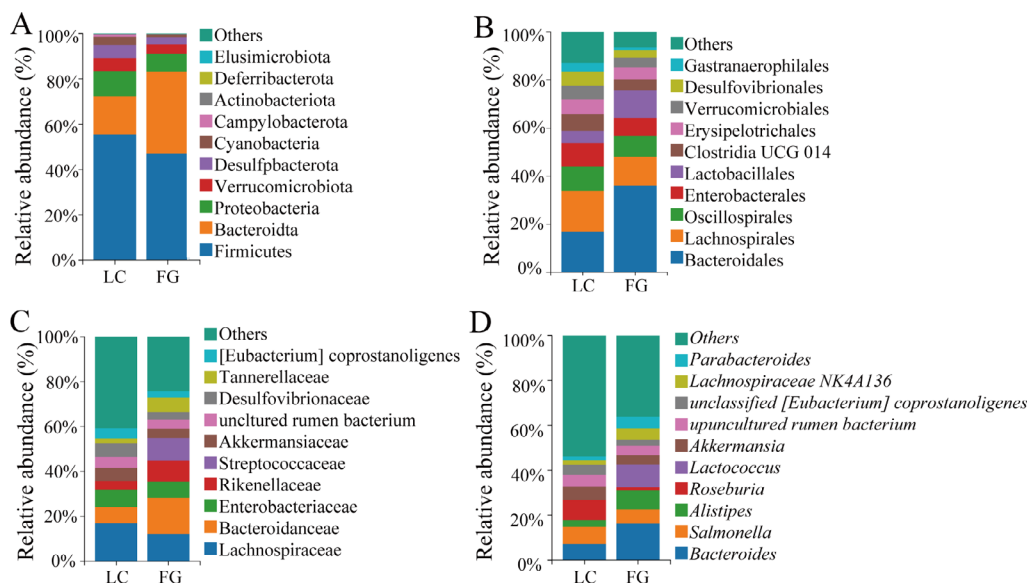 A
Relative abundance (%)
100%
80%
60%
40%
20%
0%
LC
FG
Others
Elusimicrobiota
Deferribacterota
Actinobacteriota
Campylobacterota
Cyanobacteria
Desulfpbacterota
Verrucomicrobiota
Proteobacteria
Bacteroidta
Firmicutes
B
Relative abundance (%)
100%
80%
60%
40%
20%
0%
LC
FG
Others
Gastranaerophilales
Desulfovibrionales
Verrucomicrobiales
Erysipelotrichales
Clostridia UCG 014
Lactobacillales
Enterobacterales
Oscillospirales
Lachnospirales
Bacteroidales
C
Relative abundance (%)
100%
80%
60%
40%
20%
0%
LC
FG
Others
[Eubacterium] coprostanoligenes
Tannerellaceae
Desulfovibrionaceae
uncltured rumen bacterium
Akkermansiaceae
Streptococcaceae
Rikenellaceae
Enterobacteriaceae
Bacteroidanceae
Lachnospiraceae
D
Relative abundance (%)
100%
80%
60%
40%
20%
0%
LC
FG
Others
Parabacteroides
Lachnospiraceae NK4A136
unclassified [Eubacterium] coprostanoligenes
upuncultured rumen bacterium
Akkermansia
Lactococcus
Roseburia
Alistipes
Salmonella
Bacteroides